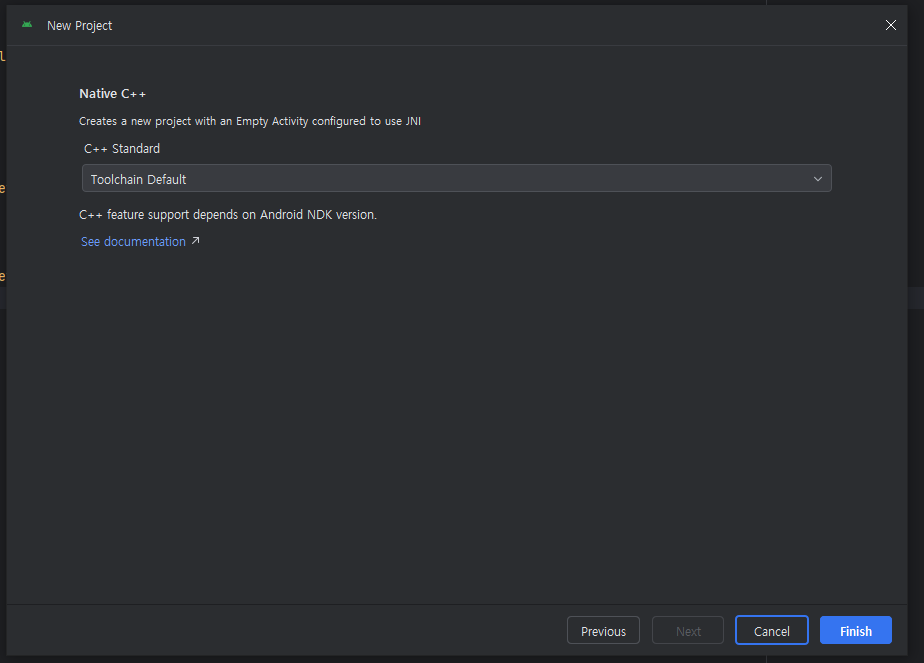 New Project
Native C++
Creates a new project with an Empty Activity configured to use JNI
C++ Standard
Toolchain Default
C++ feature support depends on Android NDK version.
See documentation ↗
Previous
Next
Cancel
Finish